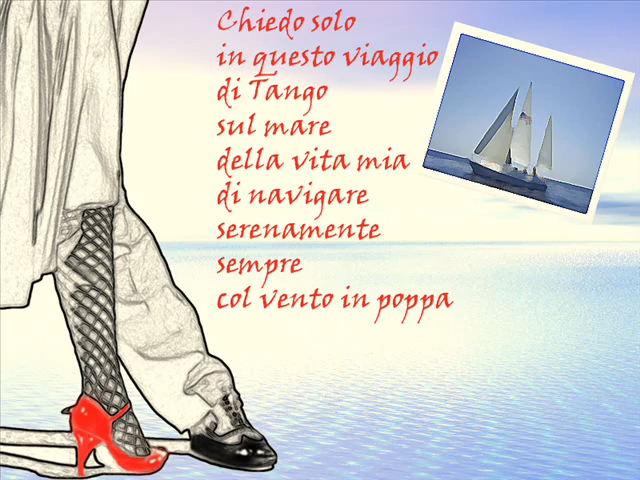 Chiedo solo
in questo viaggio
di Tango
sul mare
della vita mia
di navigare
serenamente
sempre
col vento in poppa